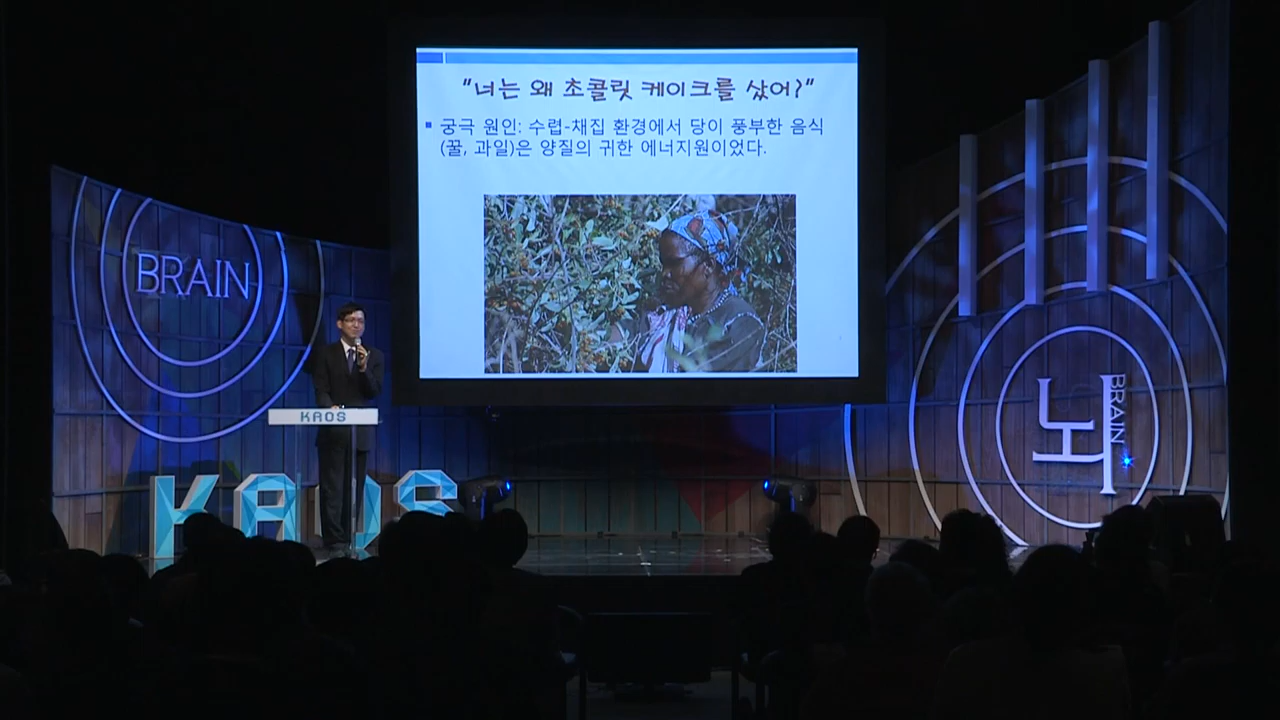 "너는 왜 초콜릿 케이크를 샀어?"
궁극 원인: 수렵-채집 환경에서 당이 풍부한 음식
(꿀, 과일)은 양질의 귀한 에너지원이었다.
BRAIN
KAOS
KAOS
뇌
BRAIN